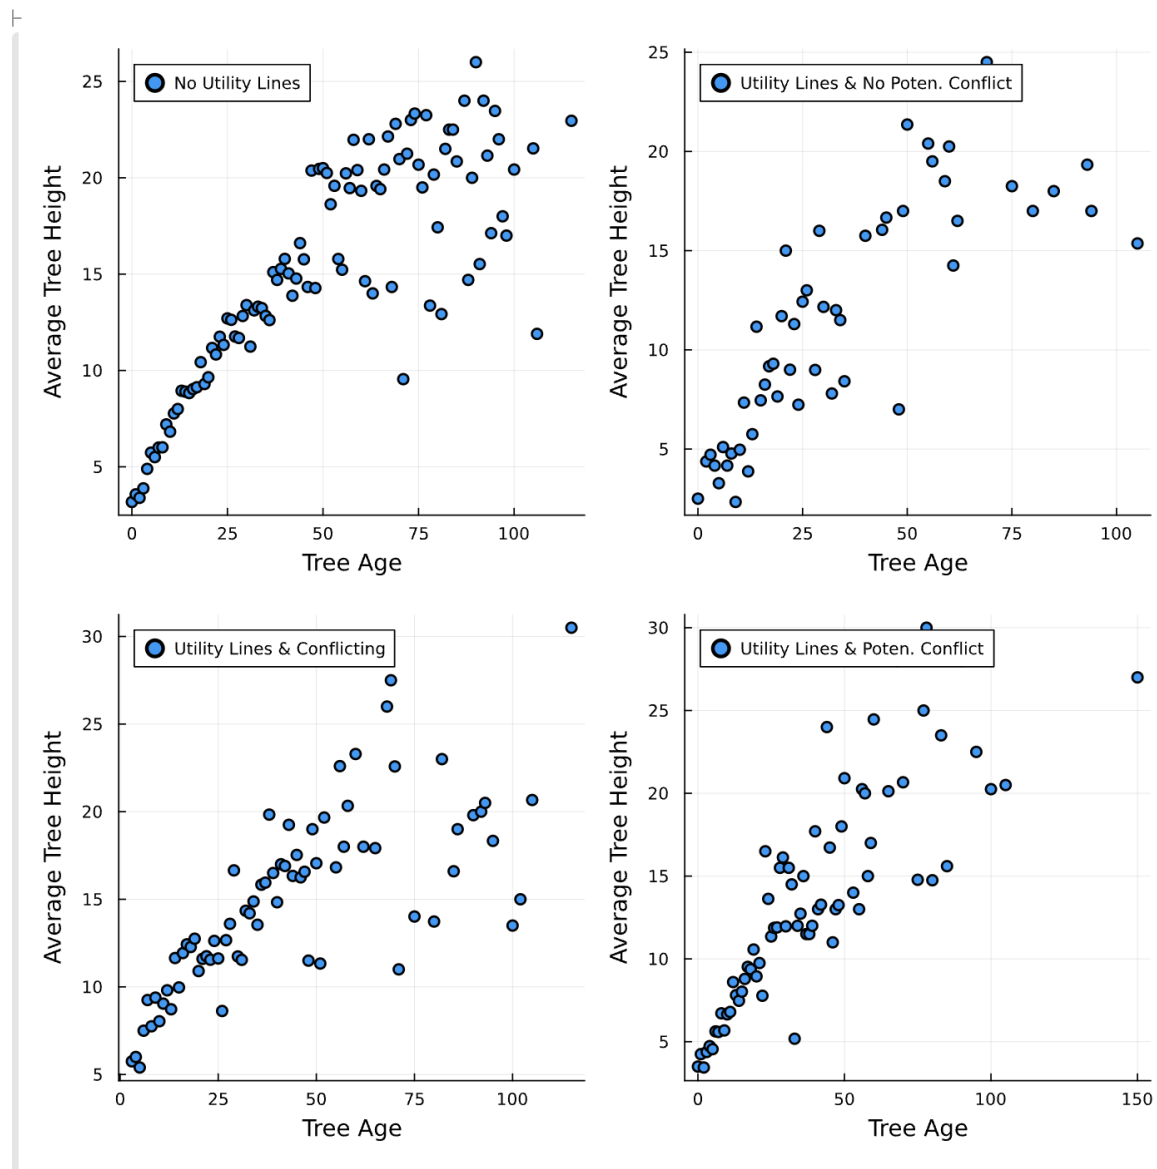 No Utility Lines
25
20
15
10
5
0 25 50 75 100
Average Tree Height
Tree Age
Utility Lines & No Poten. Conflict
25
20
15
10
5
0 25 50 75 100
Average Tree Height
Tree Age
Utility Lines & Conflicting
30
25
20
15
10
5
0 25 50 75 100
Average Tree Height
Tree Age
Utility Lines & Poten. Conflict
30
25
20
15
10
5
0 50 100 150
Average Tree Height
Tree Age